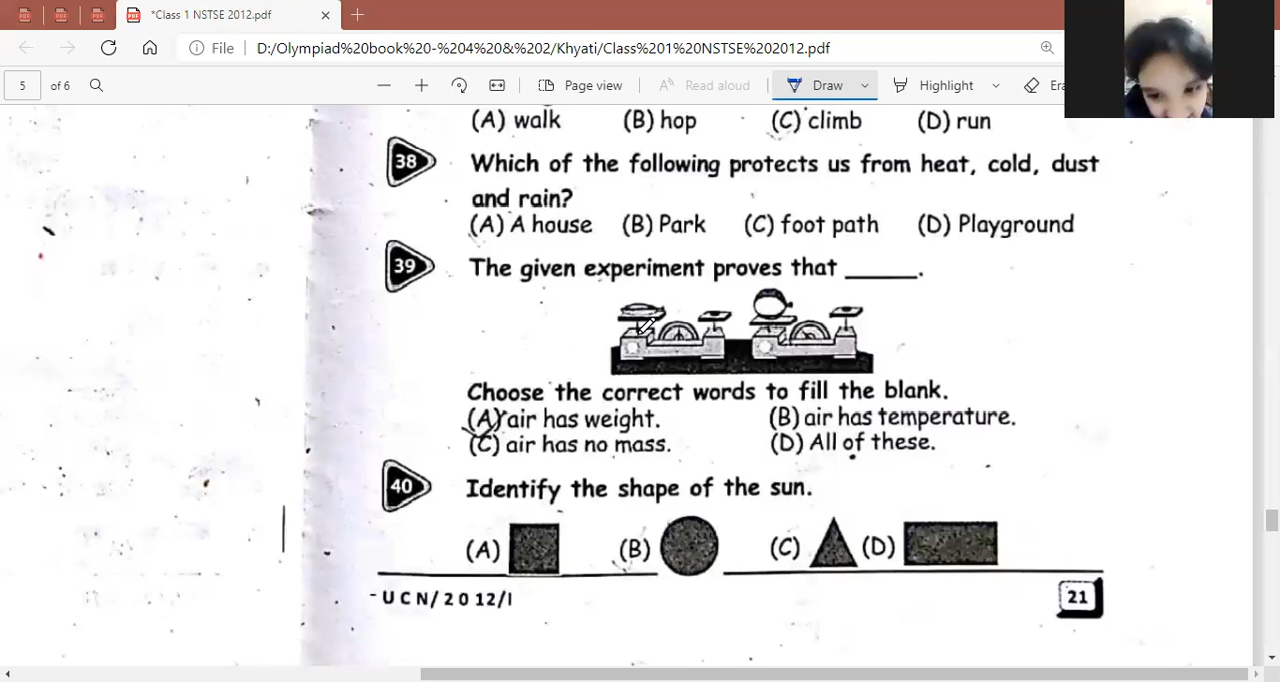 *Class 1 NSTSE 2012.pdf
File D:/Olympiad%20book%20-%204%20&%202/Khyati/Class%201%20NSTSE%202012.pdf
5 of 6 Page view Read aloud Draw Highlight Era
(A) walk (B) hop (C) climb (D) run
38 Which of the following protects us from heat, cold, dust
and rain?
(A) A house (B) Park (C) foot path (D) Playground
39 The given experiment proves that _____.
Choose the correct words to fill the blank.
(A) air has weight. (B) air has temperature.
(C) air has no mass. (D) All of these.
40 Identify the shape of the sun.
(A) (B) (C) (D)
UCN/2012/I 21